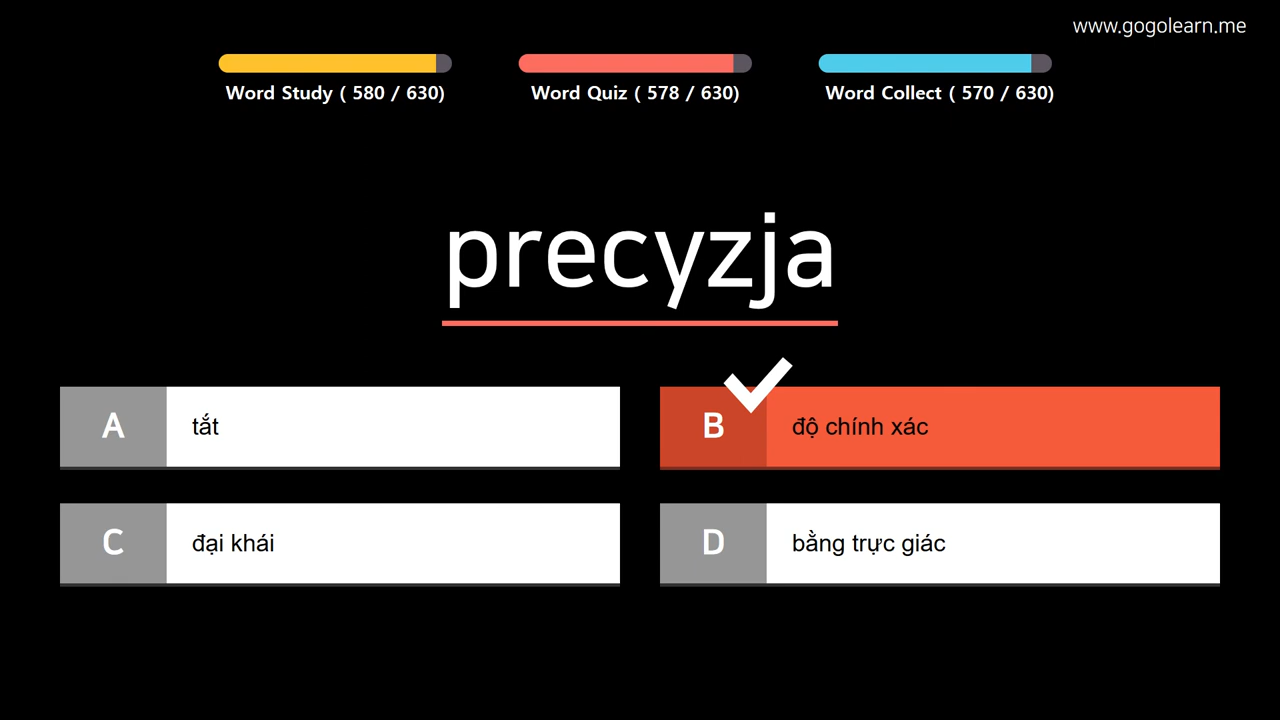 www.gogolearn.me
Word Study ( 580 / 630)
Word Quiz ( 578 / 630)
Word Collect ( 570 / 630)
precyzja
A tắt
B độ chính xác
C đại khái
D bằng trực giác